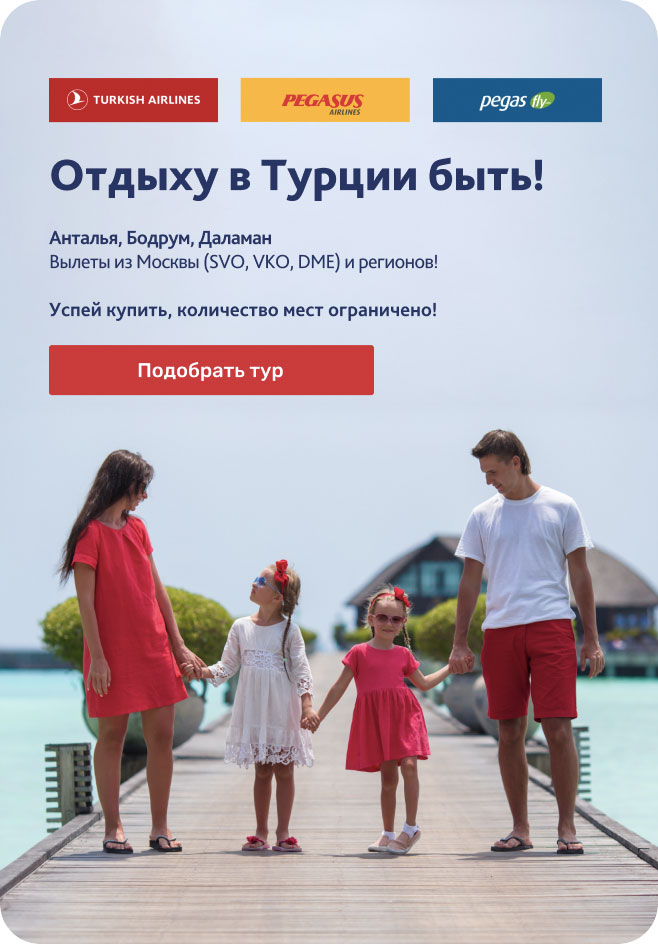 TURKISH AIRLINES
PEGASUS
AIRLINES
pegas fly
Отдыху в Турции быть!
Анталья, Бодрум, Даламан
Вылеты из Москвы (SVO, VKO, DME) и регионов!
Успей купить, количество мест ограничено!
Подобрать тур